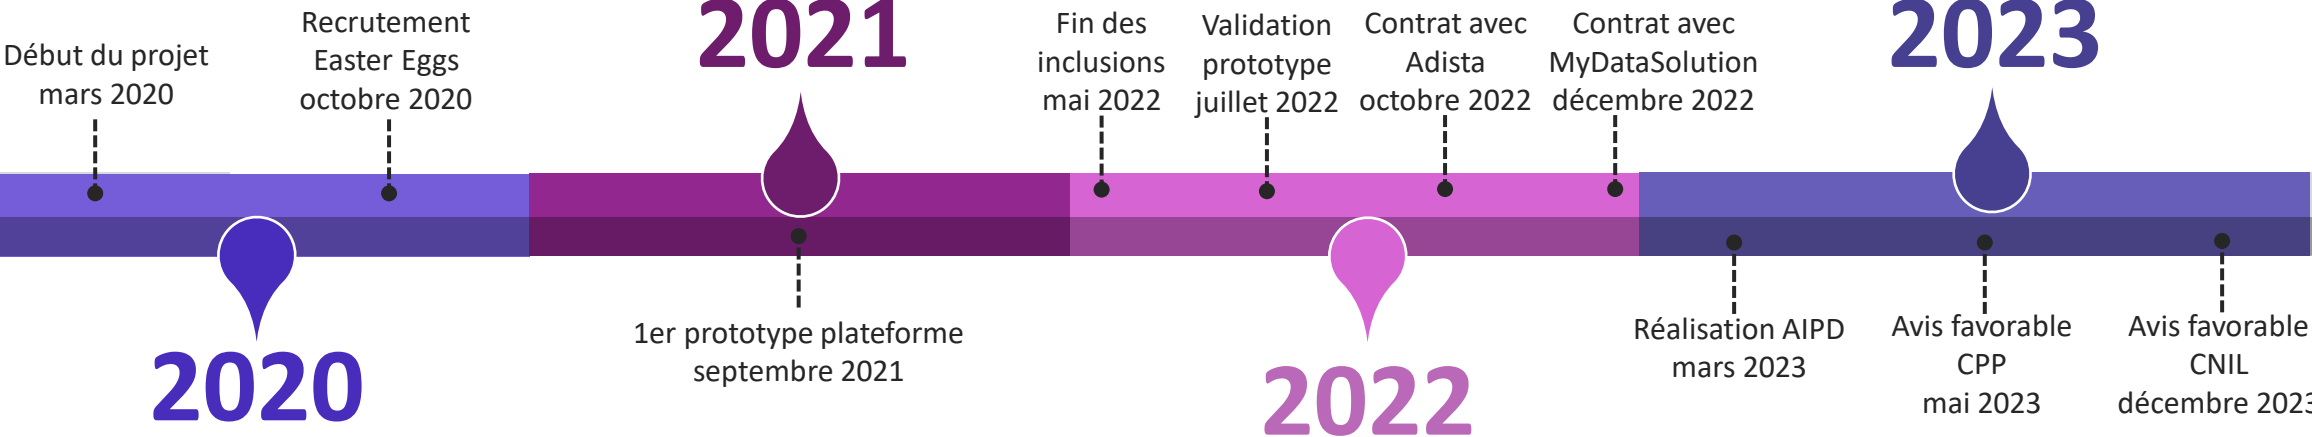 Début du projet
mars 2020
Recrutement
Easter Eggs
octobre 2020
2020
2021
1er prototype plateforme
septembre 2021
Fin des
inclusions
mai 2022
Validation
prototype
juillet 2022
Contrat avec
Adista
octobre 2022
Contrat avec
MyDataSolution
décembre 2022
2022
2023
Réalisation AIPD
mars 2023
Avis favorable
CPP
mai 2023
Avis favorable
CNIL
décembre 2023